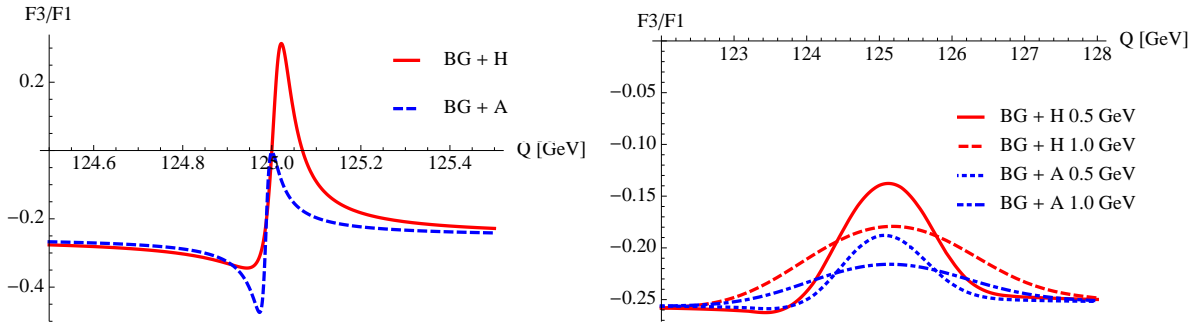 F3/F1
0.2
−0.2
−0.4
124.6
124.8
125.0
125.2
125.4
Q [GeV]
BG + H
BG + A
F3/F1
123
124
125
126
127
128
Q [GeV]
−0.05
−0.10
−0.15
−0.20
−0.25
BG + H 0.5 GeV
BG + H 1.0 GeV
BG + A 0.5 GeV
BG + A 1.0 GeV